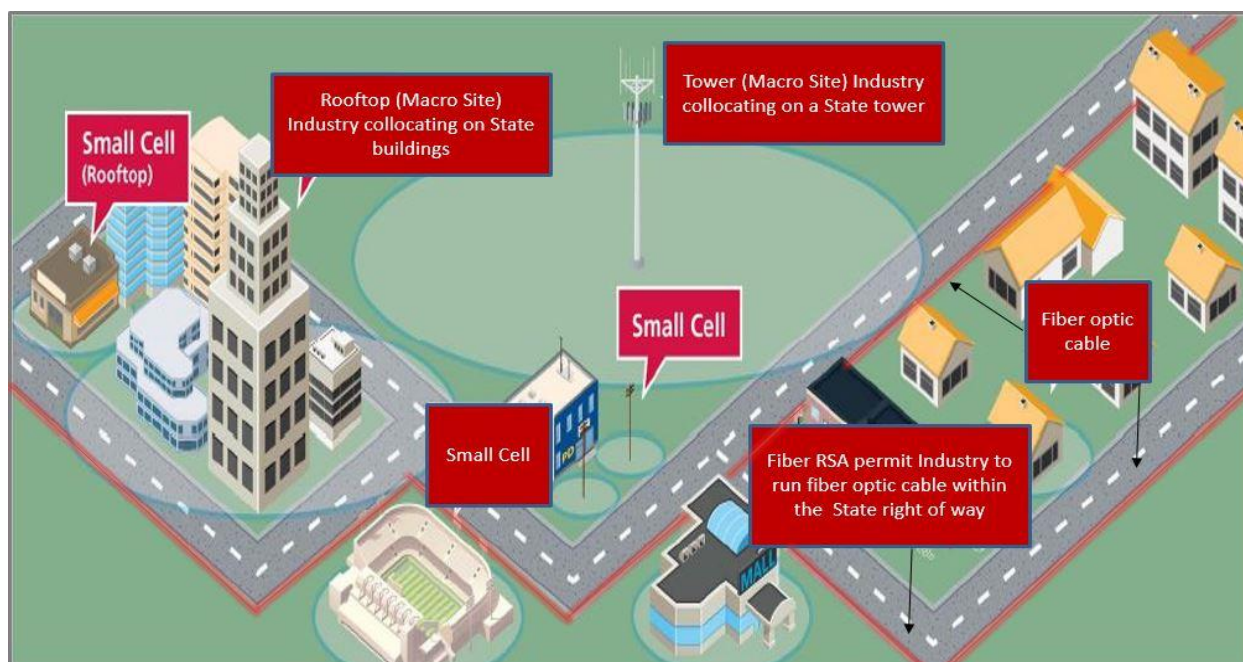 Rooftop (Macro Site)
Industry collocating on State
buildings
Tower (Macro Site) Industry
collocating on a State
tower
Small Cell
(Rooftop)
Small Cell
Fiber optic
cable
Small Cell
PD
Fiber RSA permit Industry to
run fiber optic cable within
the State right of way
MALL